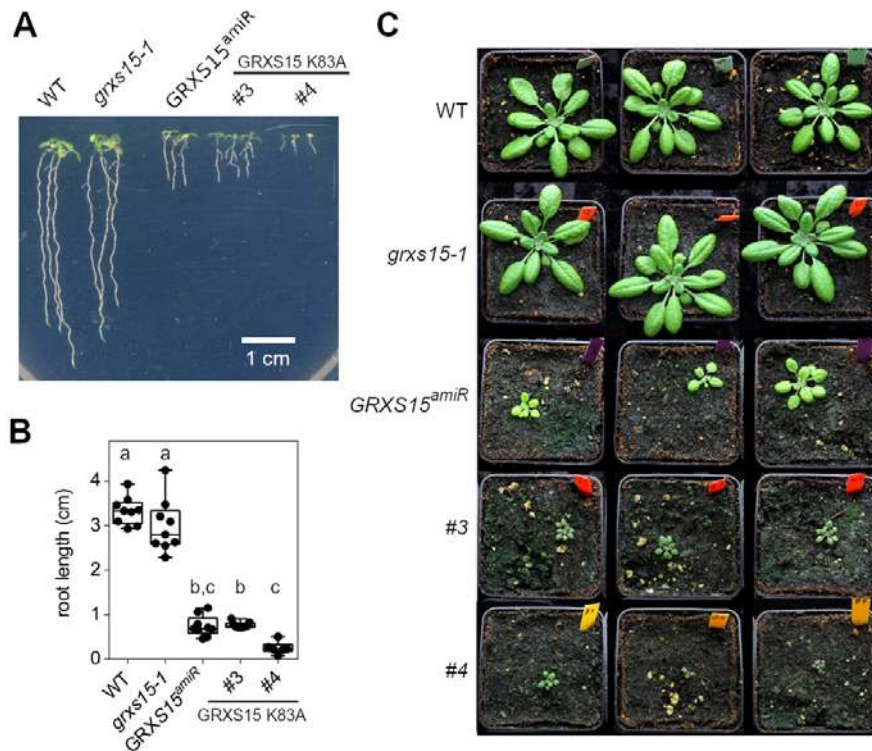 A
WT
grxs15-1
GRXS15amiR
GRXS15 K83A
#3
#4
1 cm
B
a
a
b,c
b
c
root length (cm)
4
3
2
1
0
WT
grxs15-1
GRXS15amiR
#3
#4
GRXS15 K83A
C
WT
grxs15-1
GRXS15amiR
#3
#4